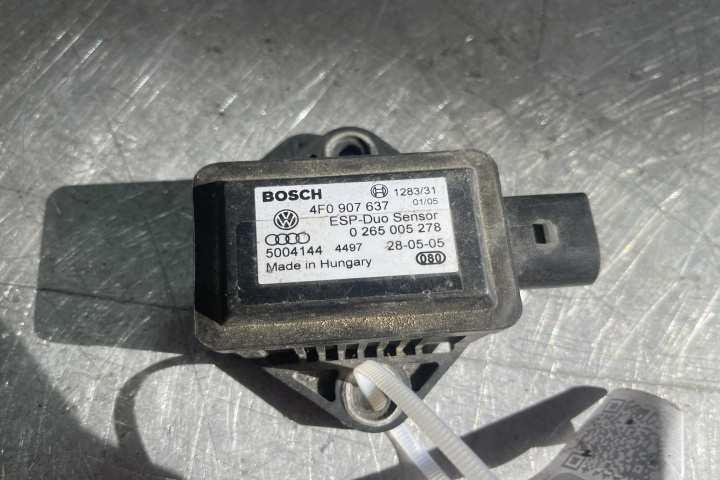 BOSCH 1283/31
4F0 907 637 01/05
ESP-Duo Sensor
0 265 005 278
5004144 4497 28-05-05
Made in Hungary OBO